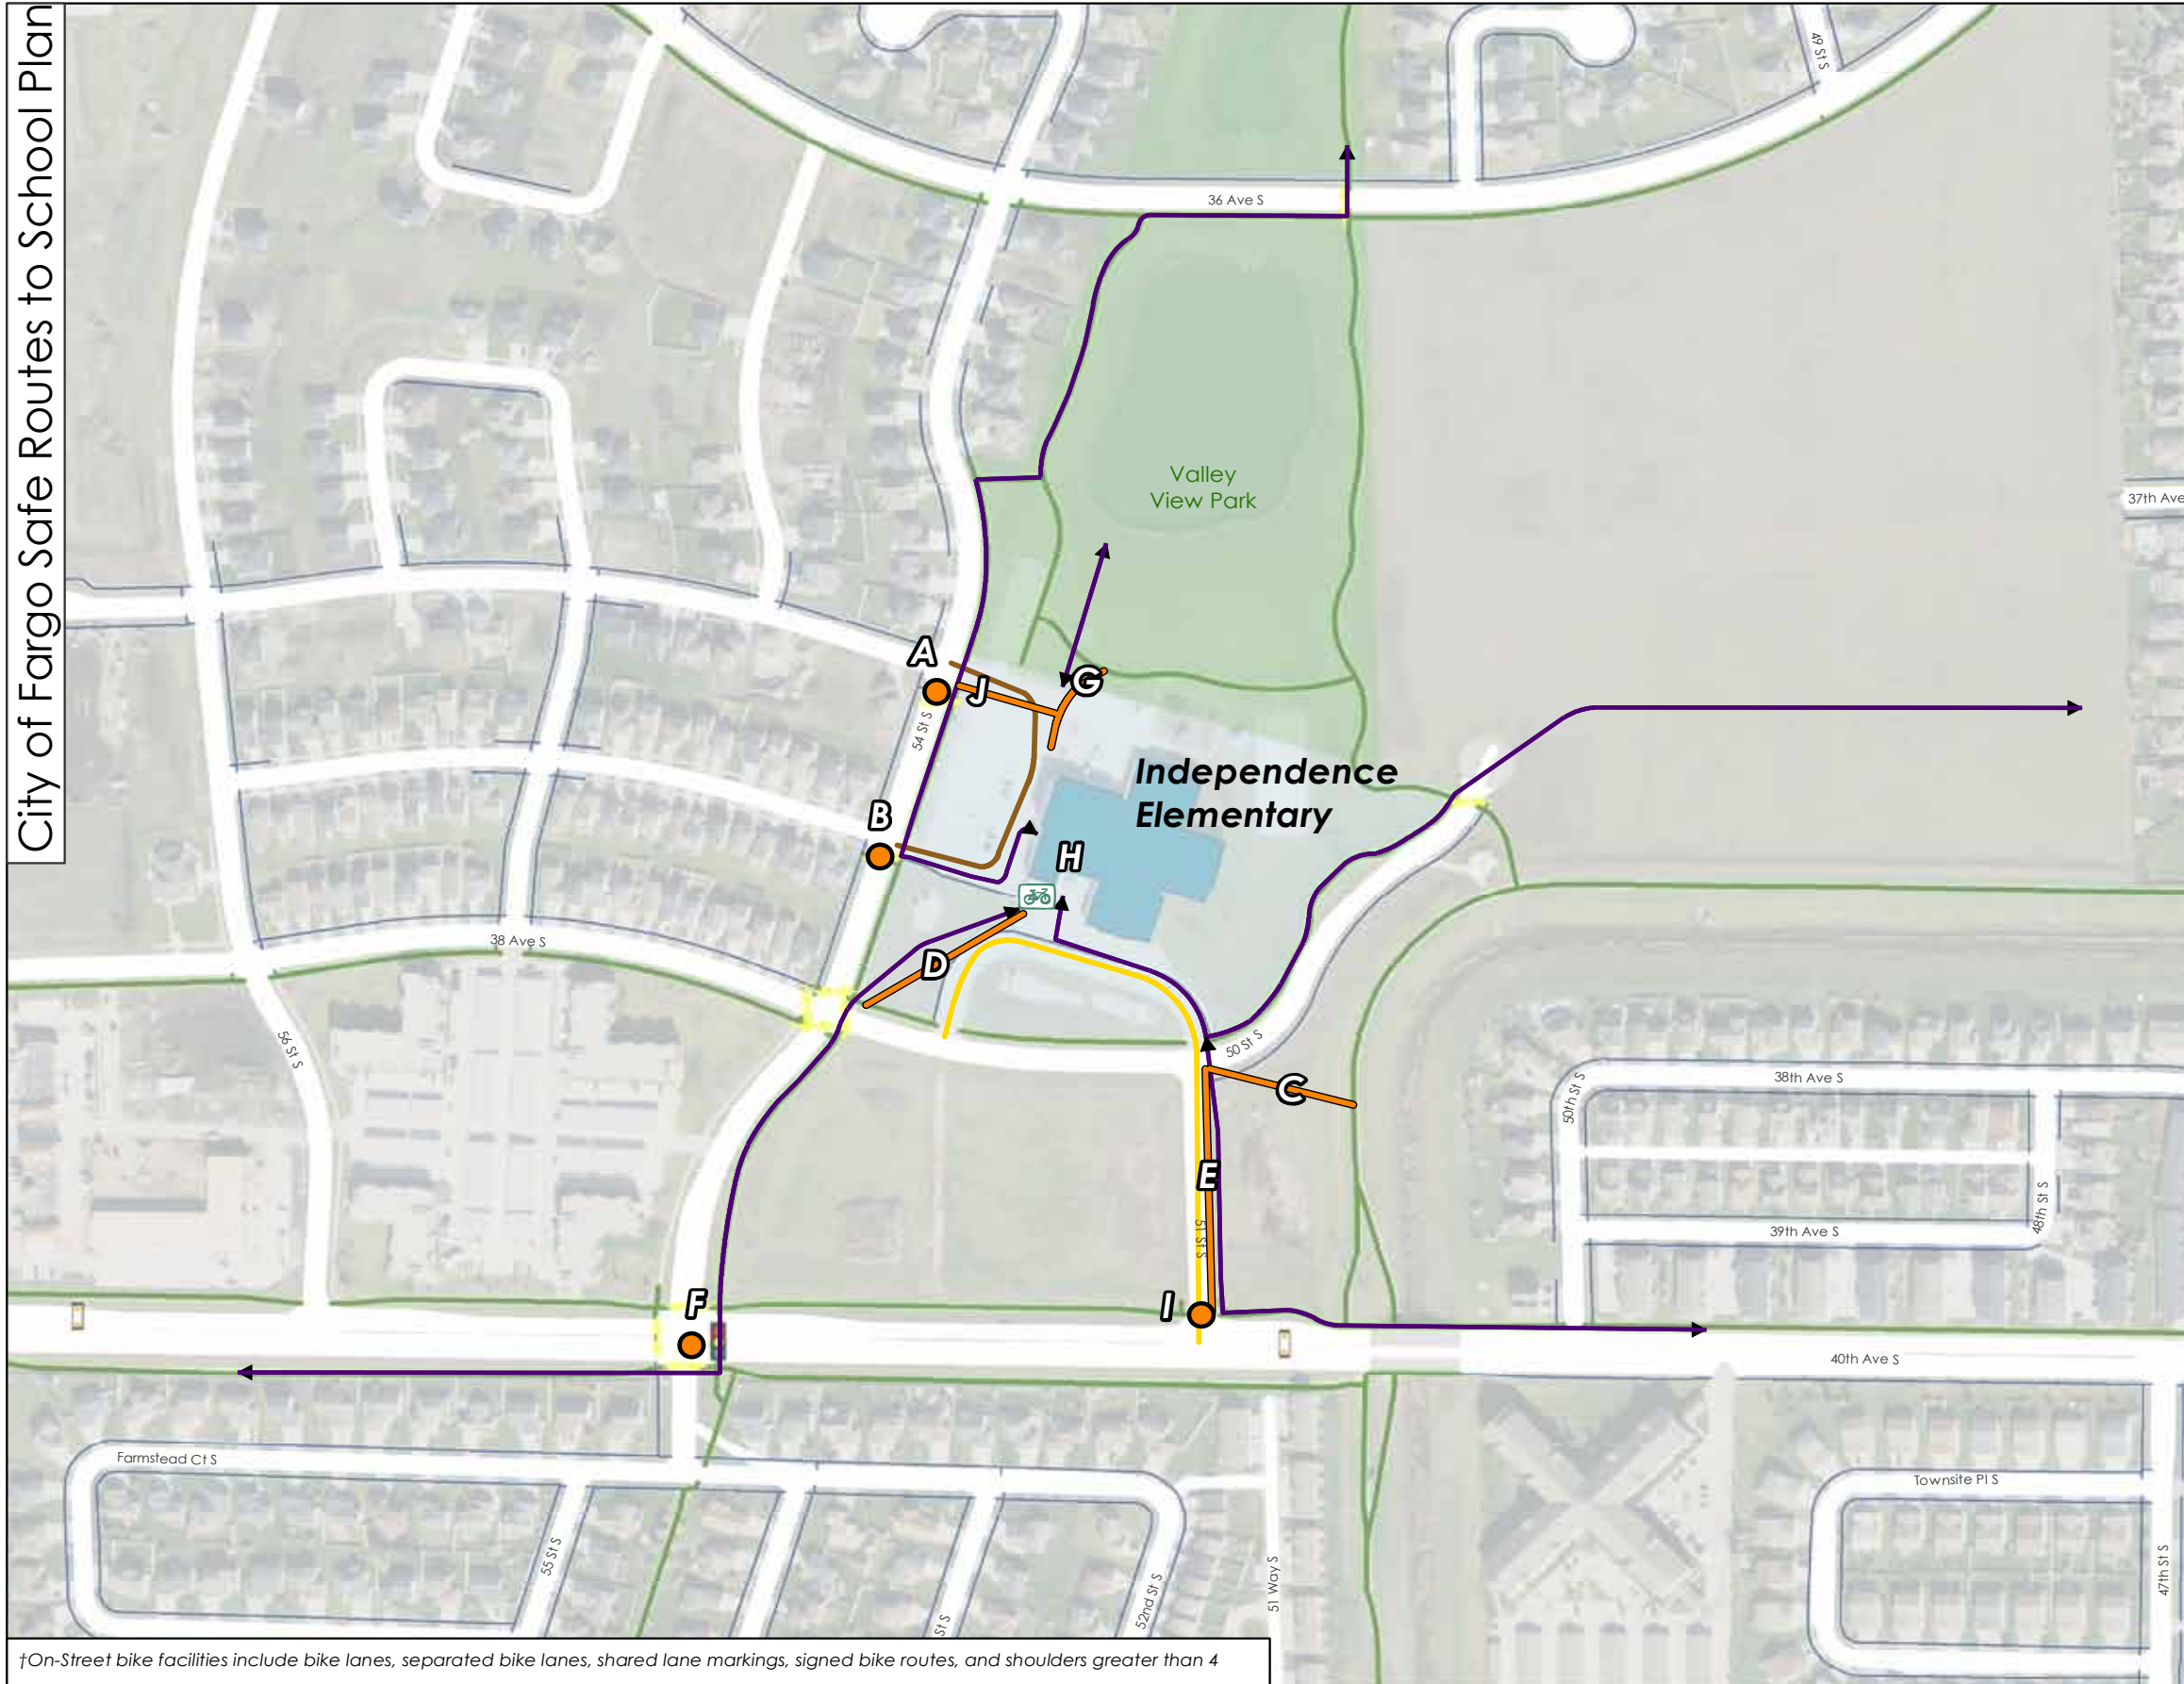 City of Fargo Safe Routes to School Plan
49 St S
36 Ave S
Valley
View Park
37th Ave
A
J
G
54 St S
Independence
Elementary
B
H
38 Ave S
D
56 St S
50 St S
C
50th St S
38th Ave S
E
51 St S
48th St S
39th Ave S
F
I
40th Ave S
Farmstead Ct S
Townsite Pl S
55 St S
St S
52nd St S
51 Way S
47th St S
†On-Street bike facilities include bike lanes, separated bike lanes, shared lane markings, signed bike routes, and shoulders greater than 4